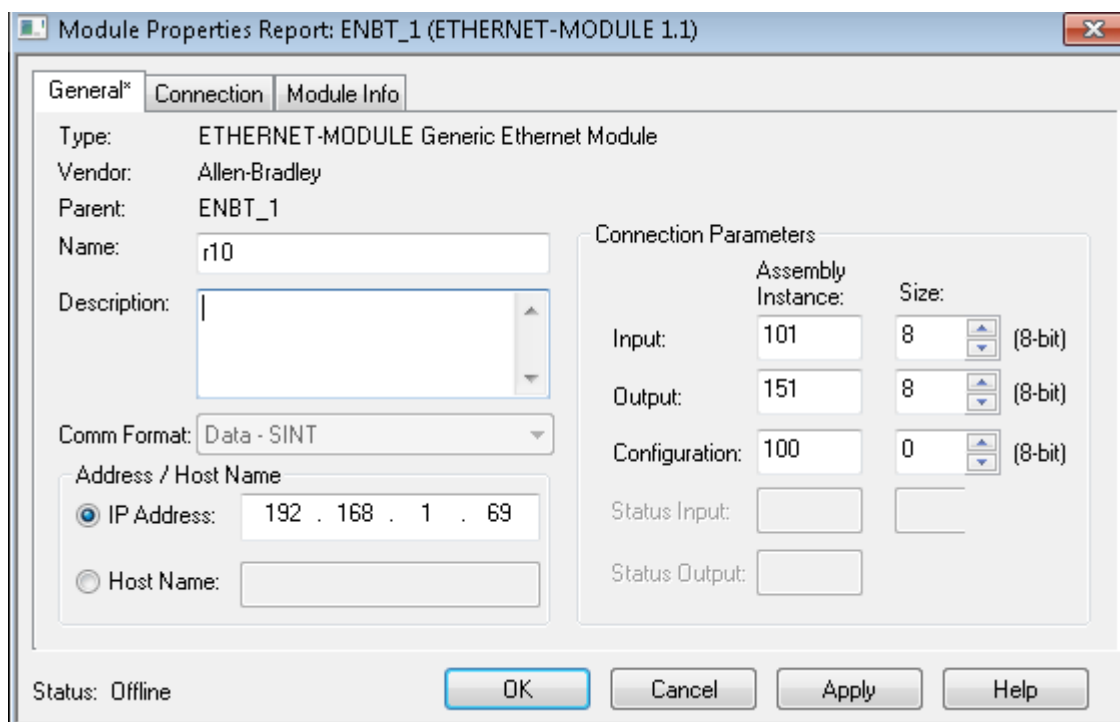 Module Properties Report: ENBT_1 (ETHERNET-MODULE 1.1)
General* Connection Module Info
Type: ETHERNET-MODULE Generic Ethernet Module
Vendor: Allen-Bradley
Parent: ENBT_1
Name: r10
Description:
Comm Format: Data - SINT
Address / Host Name
IP Address: 192 . 168 . 1 . 69
Host Name:
Connection Parameters
Assembly
Instance: Size:
Input: 101 8 (8-bit)
Output: 151 8 (8-bit)
Configuration: 100 0 (8-bit)
Status Input:
Status Output:
Status: Offline OK Cancel Apply Help